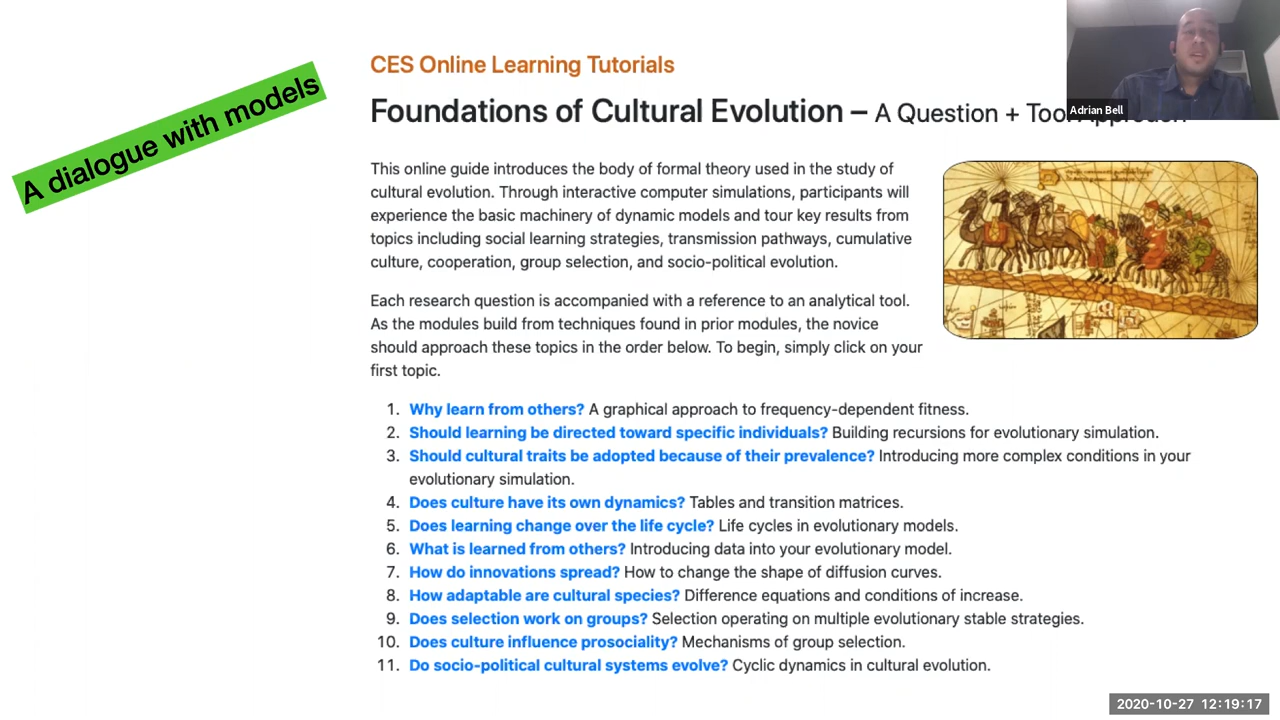 A dialogue with models
CES Online Learning Tutorials
Foundations of Cultural Evolution – A Question + Tool Approach
Adrian Bell
This online guide introduces the body of formal theory used in the study of
cultural evolution. Through interactive computer simulations, participants will
experience the basic machinery of dynamic models and tour key results from
topics including social learning strategies, transmission pathways, cumulative
culture, cooperation, group selection, and socio-political evolution.
Each research question is accompanied with a reference to an analytical tool.
As the modules build from techniques found in prior modules, the novice
should approach these topics in the order below. To begin, simply click on your
first topic.
1. Why learn from others? A graphical approach to frequency-dependent fitness.
2. Should learning be directed toward specific individuals? Building recursions for evolutionary simulation.
3. Should cultural traits be adopted because of their prevalence? Introducing more complex conditions in your
evolutionary simulation.
4. Does culture have its own dynamics? Tables and transition matrices.
5. Does learning change over the life cycle? Life cycles in evolutionary models.
6. What is learned from others? Introducing data into your evolutionary model.
7. How do innovations spread? How to change the shape of diffusion curves.
8. How adaptable are cultural species? Difference equations and conditions of increase.
9. Does selection work on groups? Selection operating on multiple evolutionary stable strategies.
10. Does culture influence prosociality? Mechanisms of group selection.
11. Do socio-political cultural systems evolve? Cyclic dynamics in cultural evolution.
2020-10-27 12:19:17